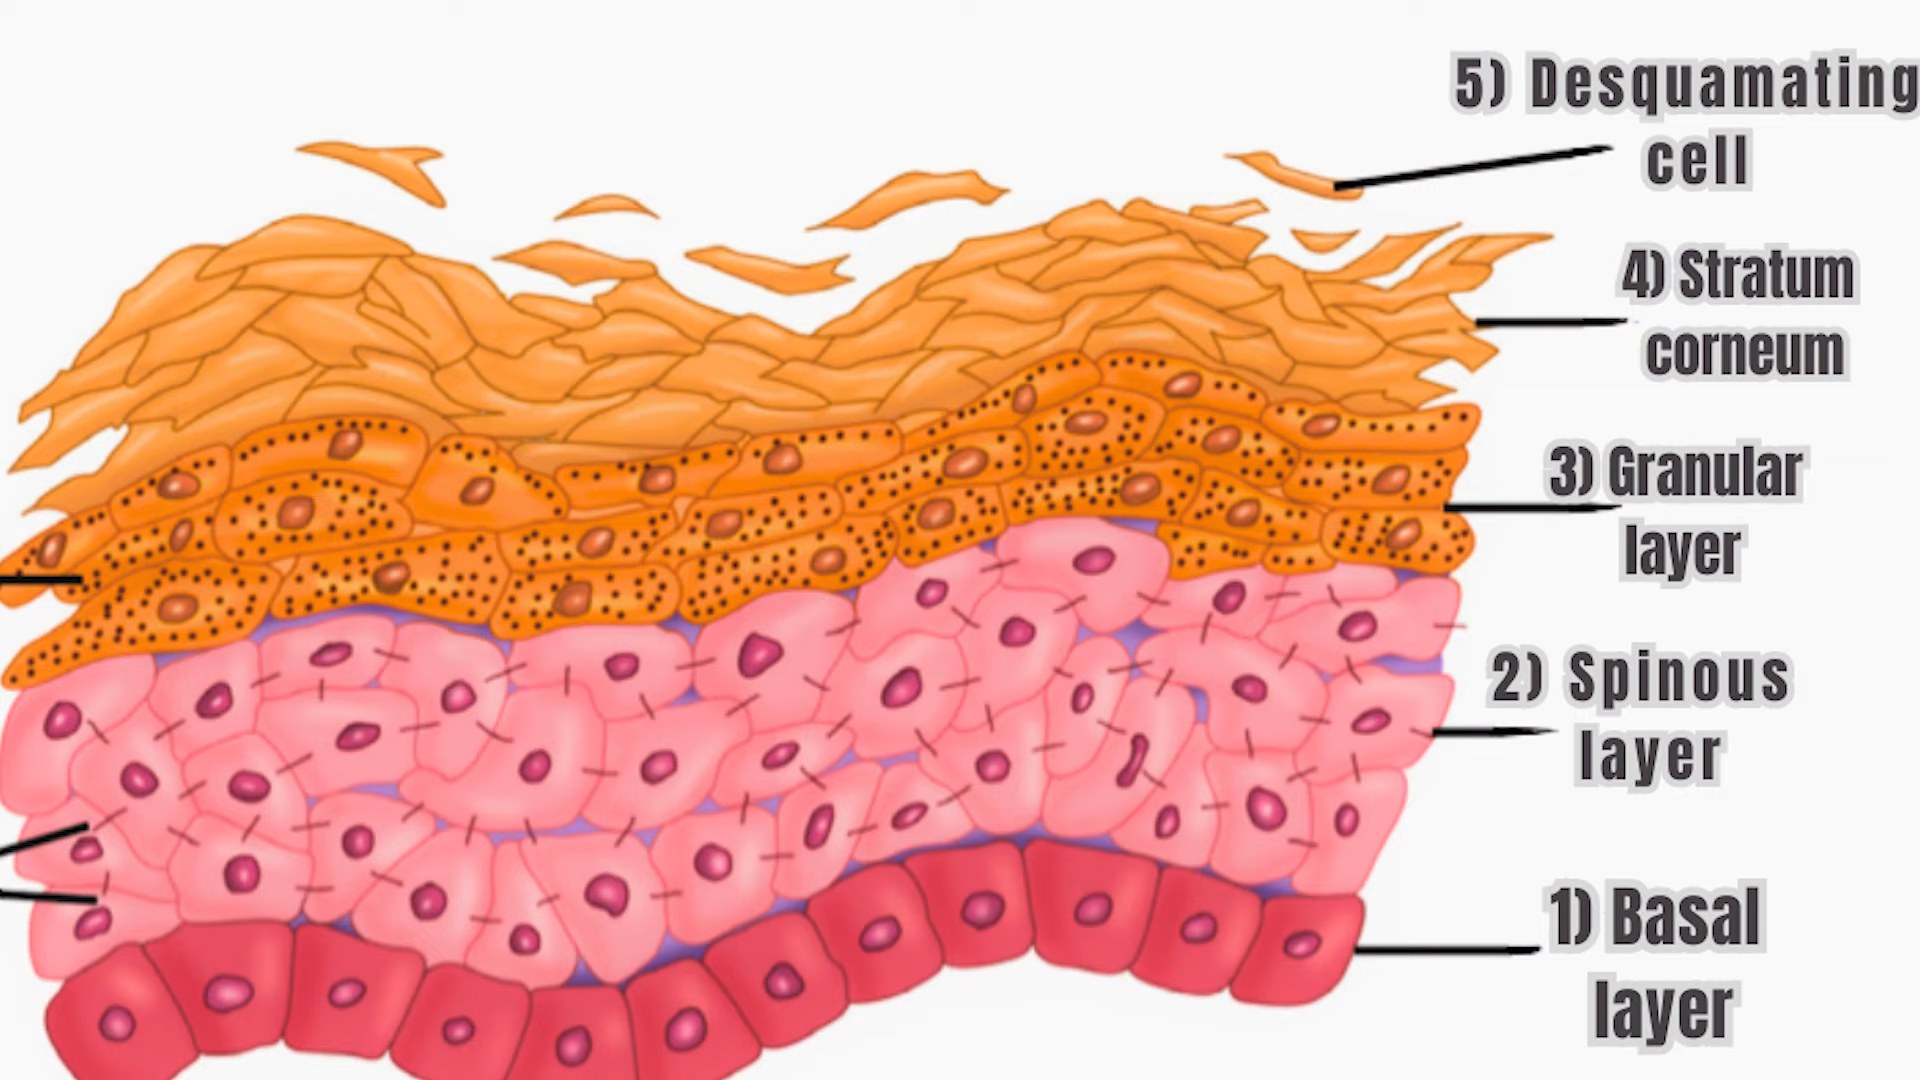 5) Desquamating
cell
4) Stratum
corneum
3) Granular
layer
2) Spinous
layer
1) Basal
layer